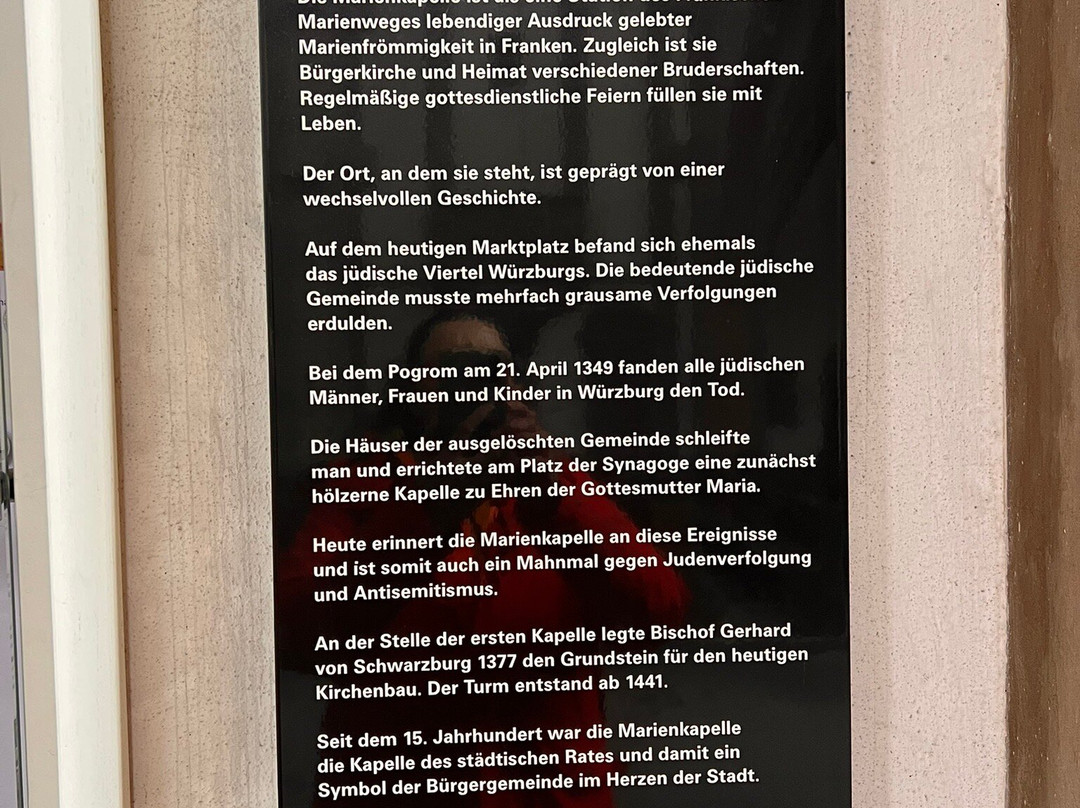 Die Marienkapelle ist als eine Station des
Marienweges lebendiger Ausdruck gelebter
Marienfrömmigkeit in Franken. Zugleich ist sie
Bürgerkirche und Heimat verschiedener Bruderschaften.
Regelmäßige gottesdienstliche Feiern füllen sie mit
Leben.
Der Ort, an dem sie steht, ist geprägt von einer
wechselvollen Geschichte.
Auf dem heutigen Marktplatz befand sich ehemals
das jüdische Viertel Würzburgs. Die bedeutende jüdische
Gemeinde musste mehrfach grausame Verfolgungen
erdulden.
Bei dem Pogrom am 21. April 1349 fanden alle jüdischen
Männer, Frauen und Kinder in Würzburg den Tod.
Die Häuser der ausgelöschten Gemeinde schleifte
man und errichtete am Platz der Synagoge eine zunächst
hölzerne Kapelle zu Ehren der Gottesmutter Maria.
Heute erinnert die Marienkapelle an diese Ereignisse
und ist somit auch ein Mahnmal gegen Judenverfolgung
und Antisemitismus.
An der Stelle der ersten Kapelle legte Bischof Gerhard
von Schwarzburg 1377 den Grundstein für den heutigen
Kirchenbau. Der Turm entstand ab 1441.
Seit dem 15. Jahrhundert war die Marienkapelle
die Kapelle des städtischen Rates und damit ein
Symbol der Bürgergemeinde im Herzen der Stadt.